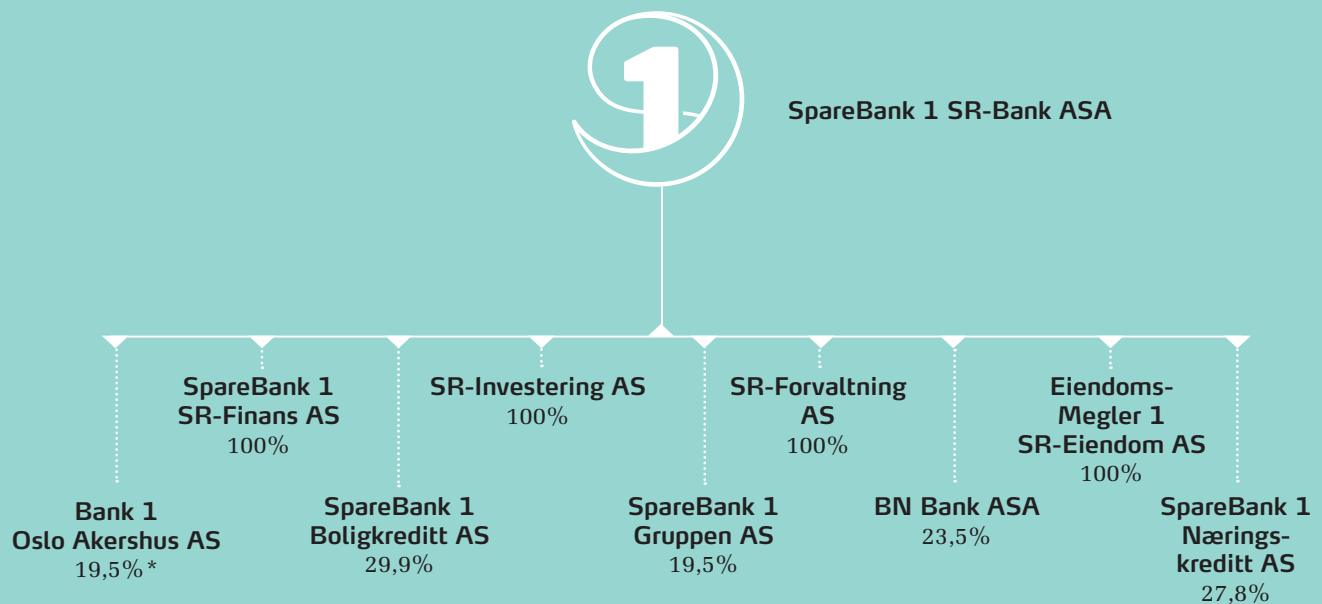 1
SpareBank 1 SR-Bank ASA
SpareBank 1
SR-Finans AS
100%
SR-Investering AS
100%
SR-Forvaltning
AS
100%
Eiendoms-
Megler 1
SR-Eiendom AS
100%
Bank 1
Oslo Akershus AS
19,5% *
SpareBank 1
Boligkreditt AS
29,9%
SpareBank 1
Gruppen AS
19,5%
BN Bank ASA
23,5%
SpareBank 1
Nærings-
kreditt AS
27,8%